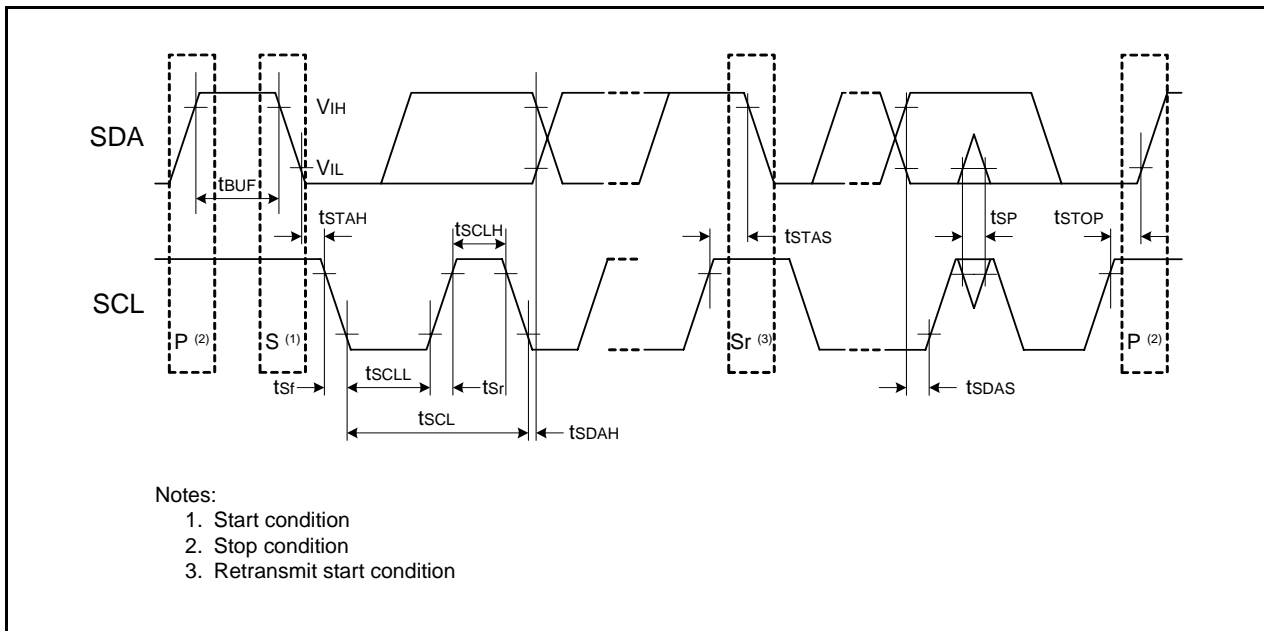 VIH
SDA
VIL
tBUF
tSTAH
tSCLH
tSTAS
tSP
tSTOP
SCL
P (2)
S (1)
Sr (3)
P (2)
tSf
tSCLL
tSr
tSDAS
tSCL
tSDAH
Notes:
1. Start condition
2. Stop condition
3. Retransmit start condition